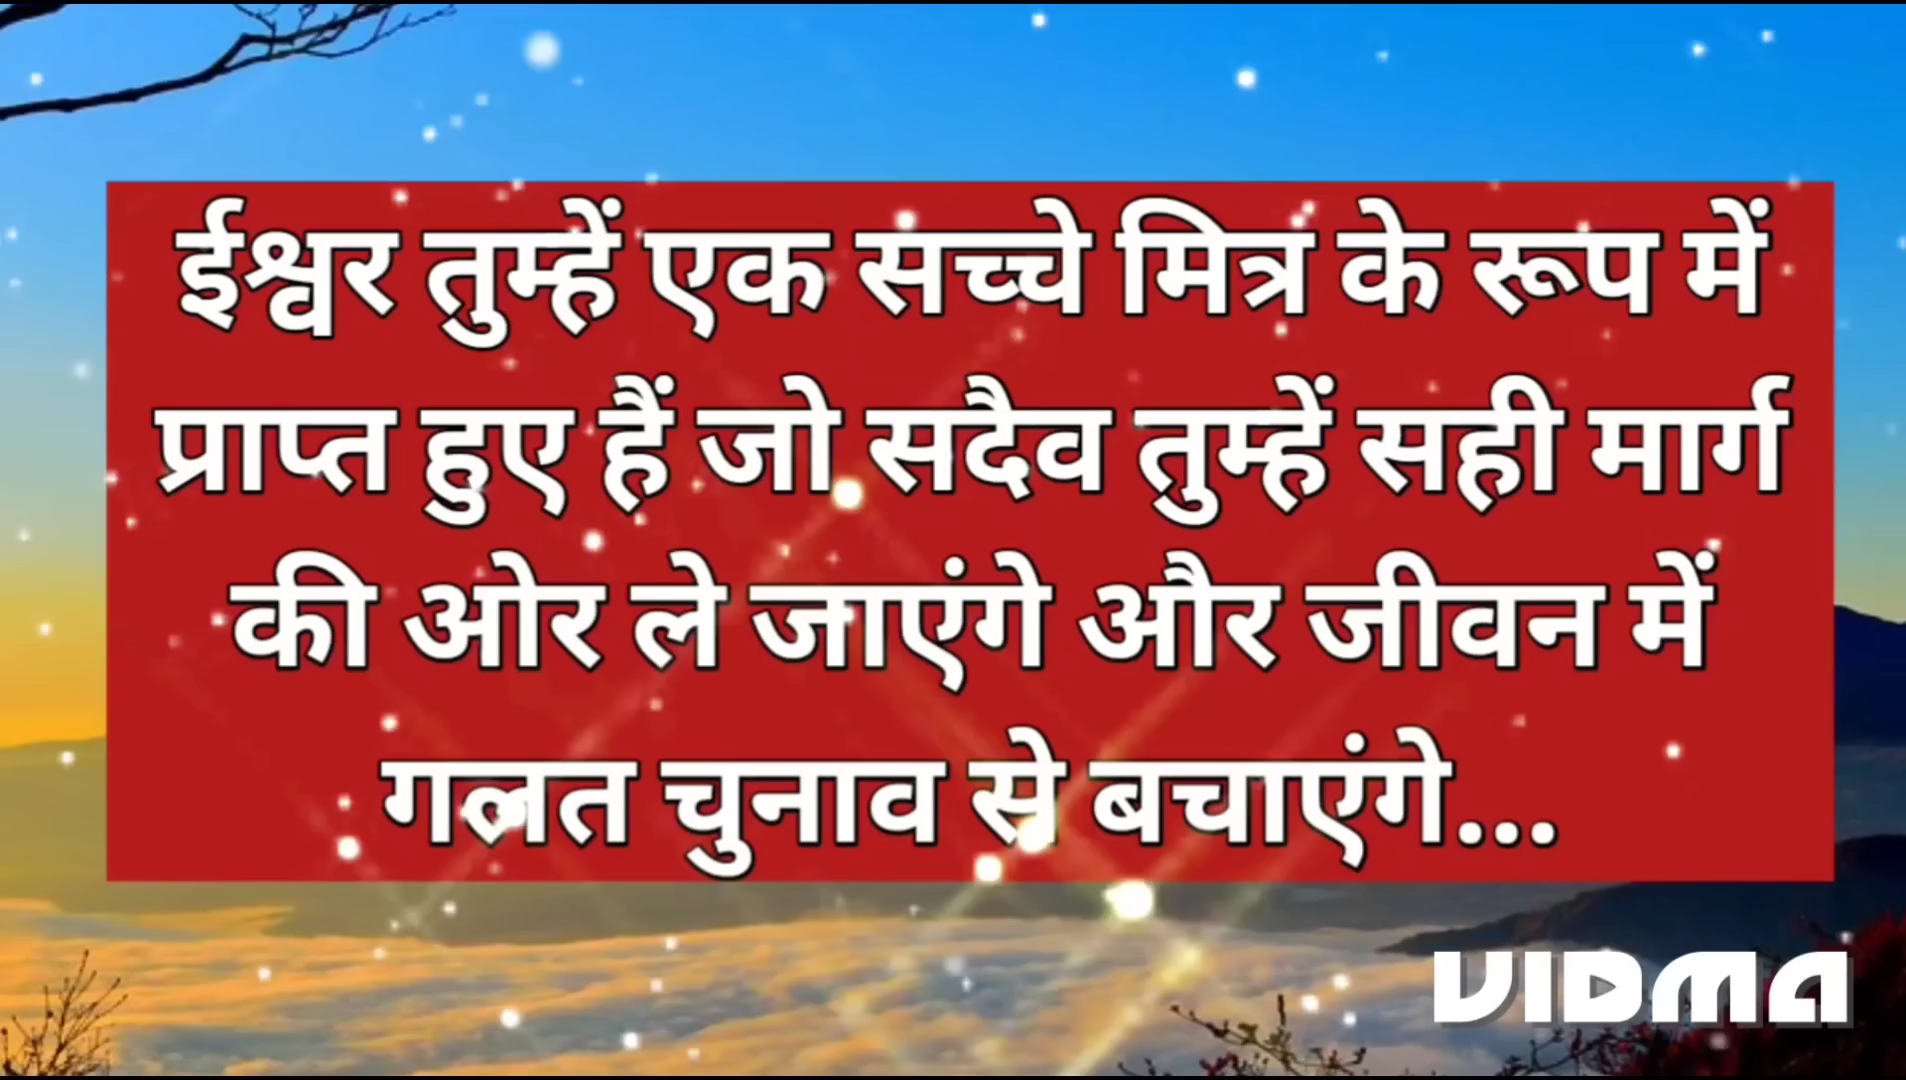 ईश्वर तुम्हें एक सच्चे मित्र के रूप में
प्राप्त हुए हैं जो सदैव तुम्हें सही मार्ग
की ओर ले जाएंगे और जीवन में
गलत चुनाव से बचाएंगे...
VIDMA